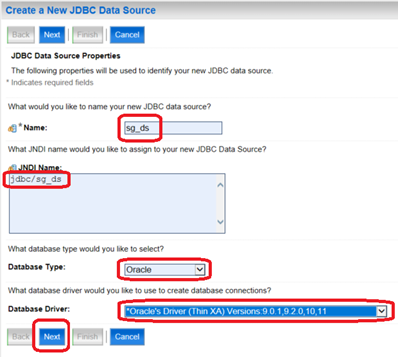 Create a New JDBC Data Source
Back Next Finish Cancel
JDBC Data Source Properties
The following properties will be used to identify your new JDBC data source.
* Indicates required fields
What would you like to name your new JDBC data source?
* Name: sg_ds
What JNDI name would you like to assign to your new JDBC Data Source?
JNDI Name:
jdbc/sg_ds
What database type would you like to select?
Database Type: Oracle
What database driver would you like to use to create database connections?
Database Driver: *Oracle's Driver (Thin XA) Versions:9.0.1,9.2.0,10,11
Back Next Finish Cancel